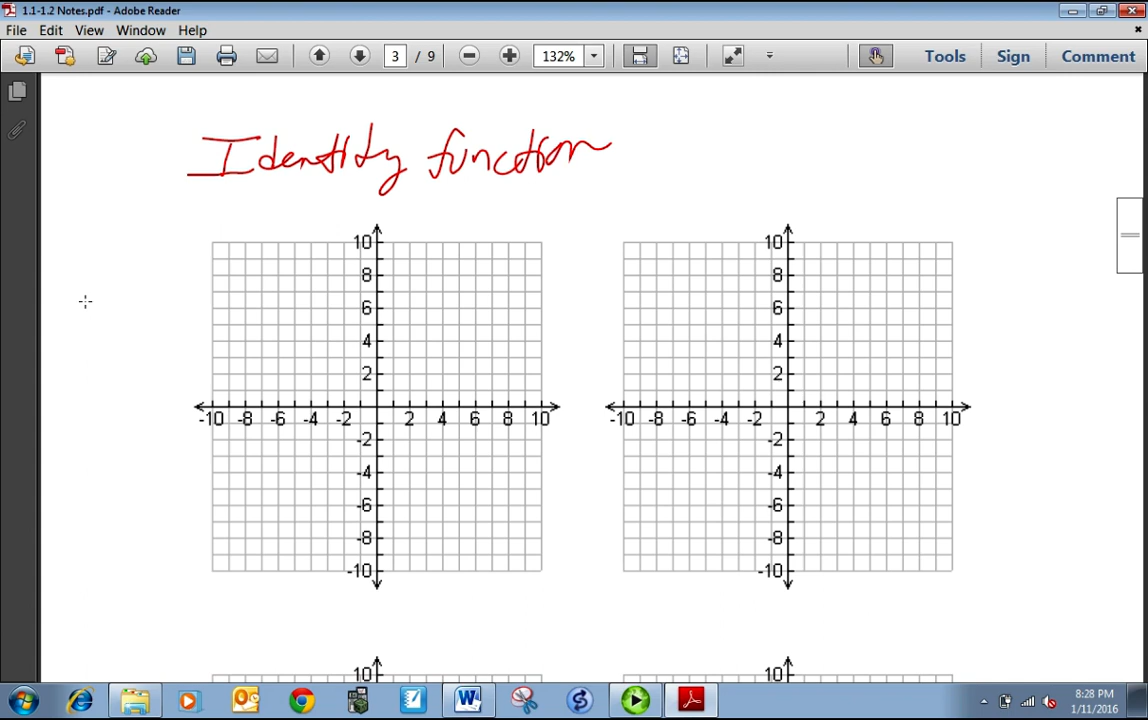 1.1-1.2 Notes.pdf - Adobe Reader
File Edit View Window Help
3 / 9 132% Tools Sign Comment
Identity function
10 10
8 8
6 6
4 4
2 2
-10 -8 -6 -4 -2 2 4 6 8 10 -10 -8 -6 -4 -2 2 4 6 8 10
-2 -2
-4 -4
-6 -6
-8 -8
-10 -10
10 10
8:28 PM
1/11/2016